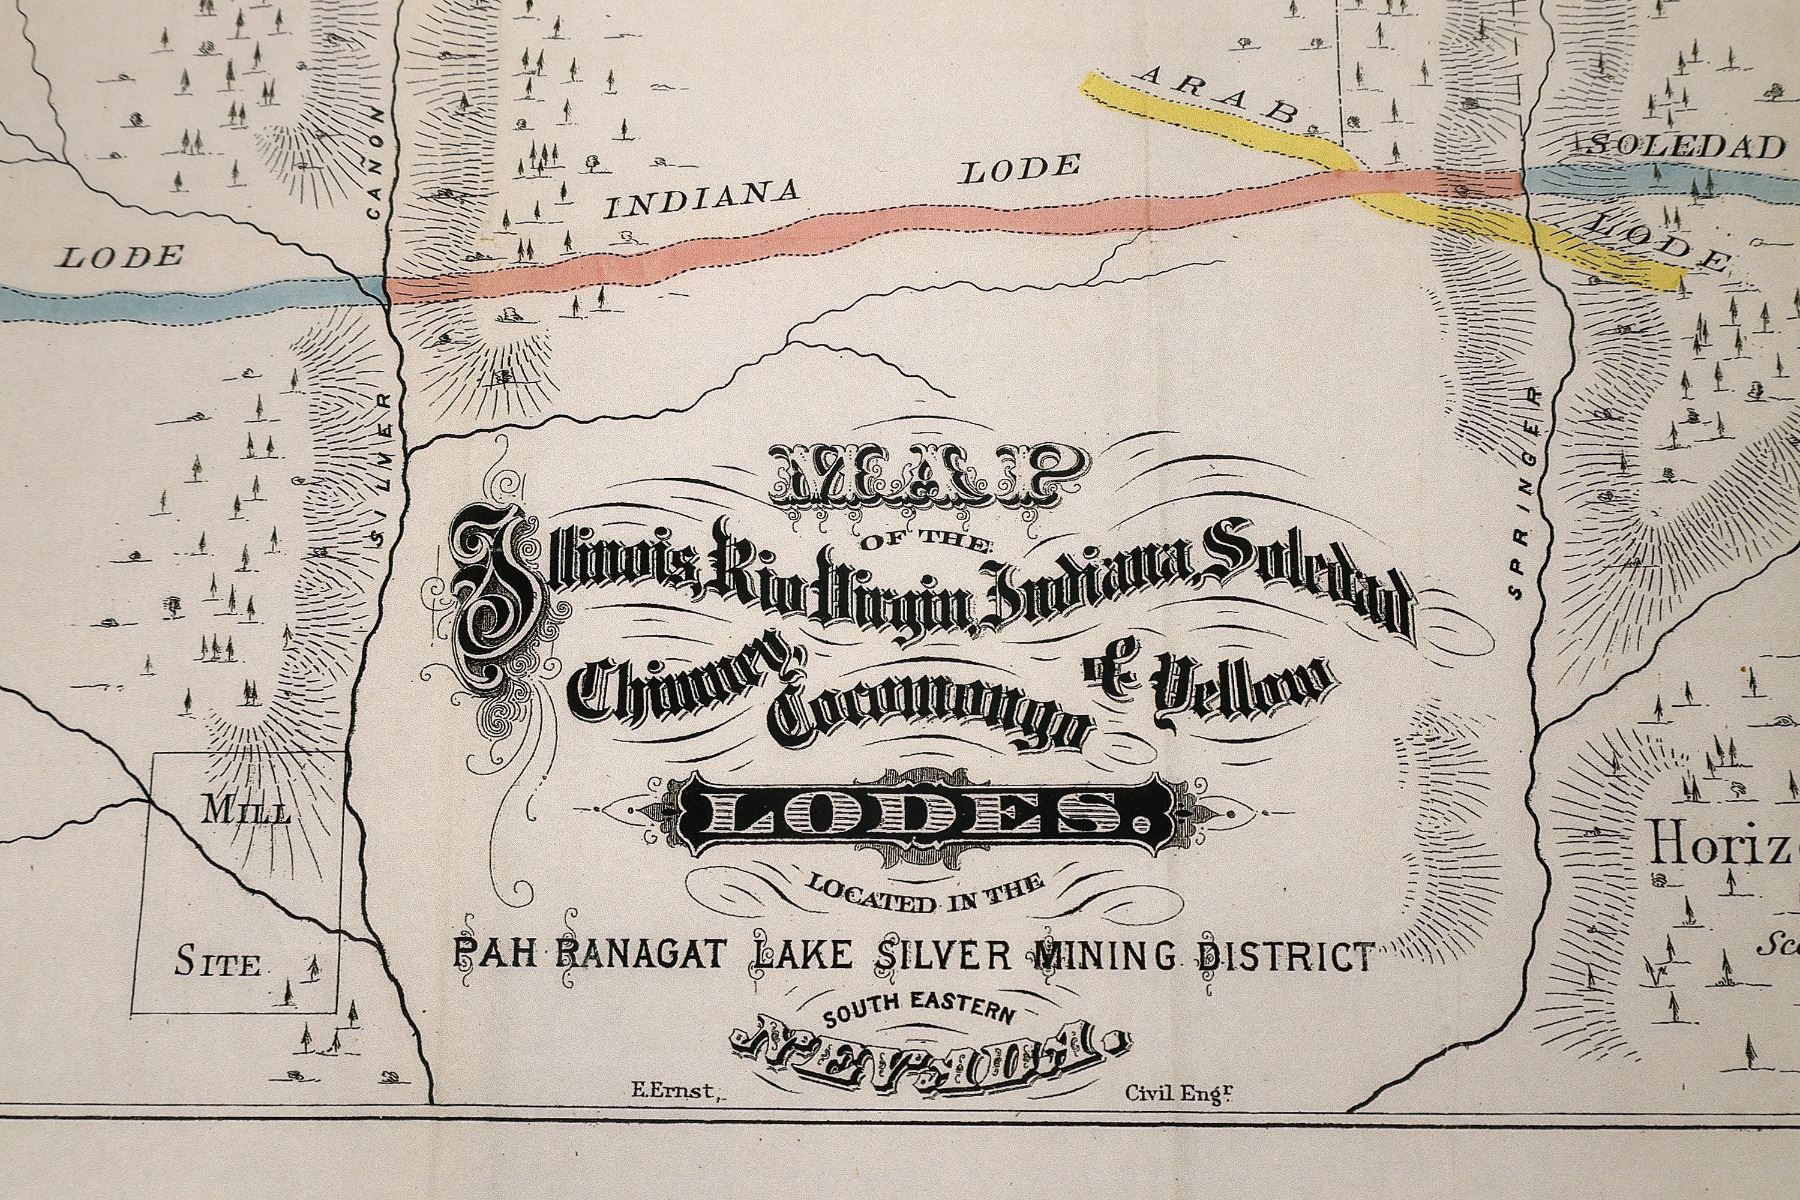 ARAB
LODE
SOLEDAD
INDIANA LODE
LODE
SILVER CAÑON
SPRINGER
MAP
OF THE
Illinois, Rio Virgin, Indiana, Soledad
Chimney, Cocomongo & Yellow
LODES.
LOCATED IN THE
PAH RANAGAT LAKE SILVER MINING DISTRICT
SOUTH EASTERN
NEVADA.
E. Ernst, Civil Engr.
MILL
SITE
Horiz
Sc